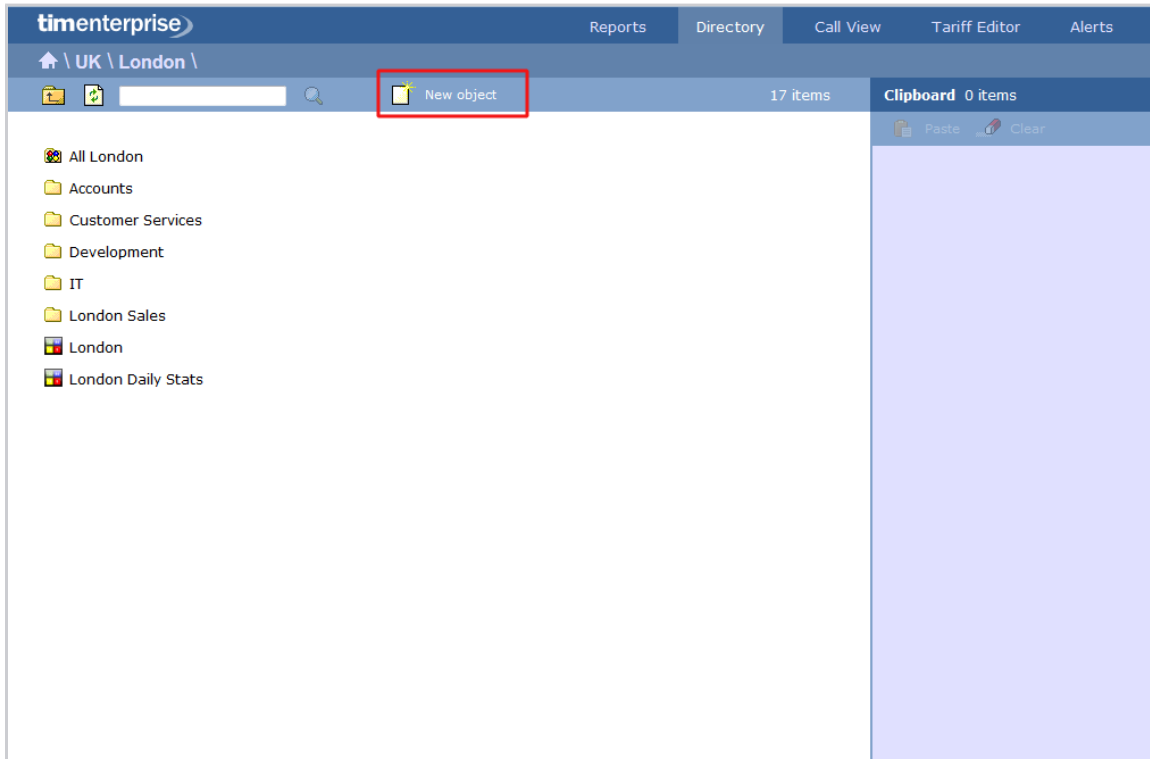 timenterprise Reports Directory Call View Tariff Editor Alerts
\ UK \ London \
New object 17 items Clipboard 0 items
Paste Clear
All London
Accounts
Customer Services
Development
IT
London Sales
London
London Daily Stats